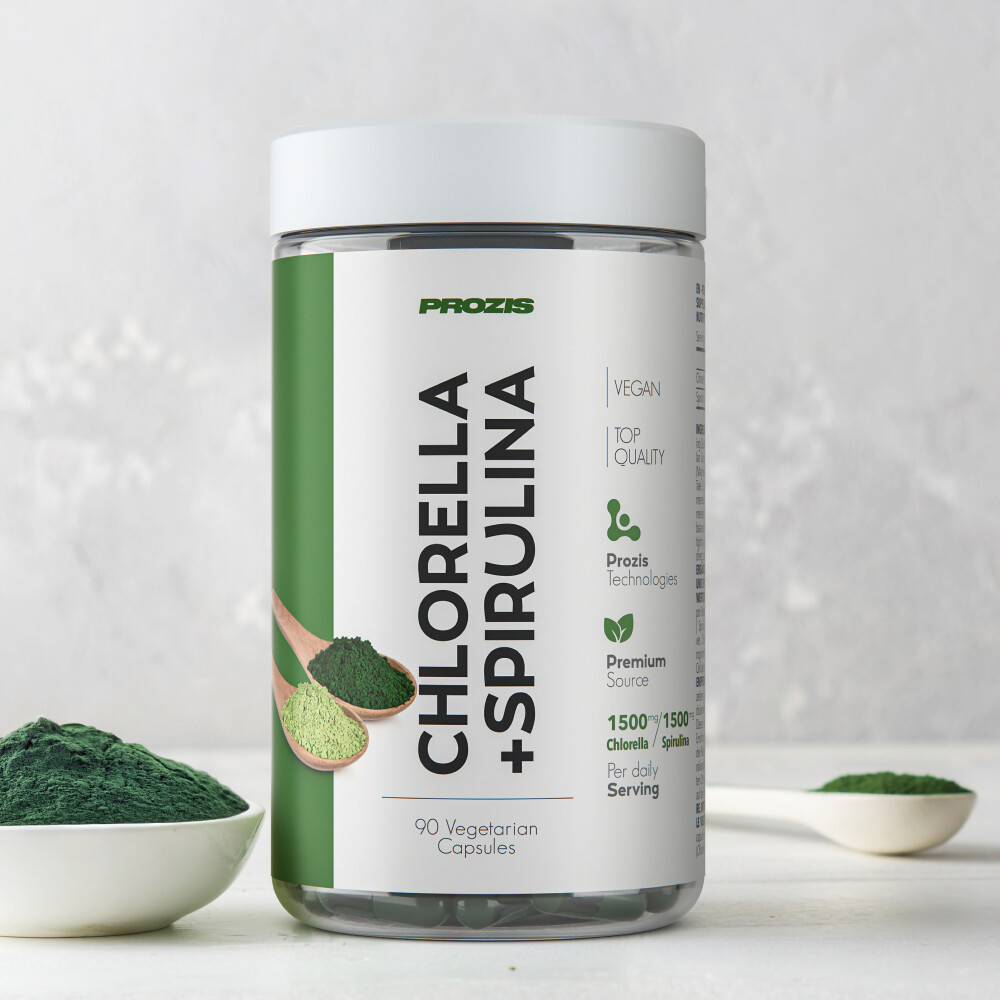 PROZIS
CHLORELLA
+SPIRULINA
90 Vegetarian
Capsules
VEGAN
TOP
QUALITY
Prozis
Technologies
Premium
Source
1500mg/1500mg
Chlorella / Spirulina
Per daily
Serving